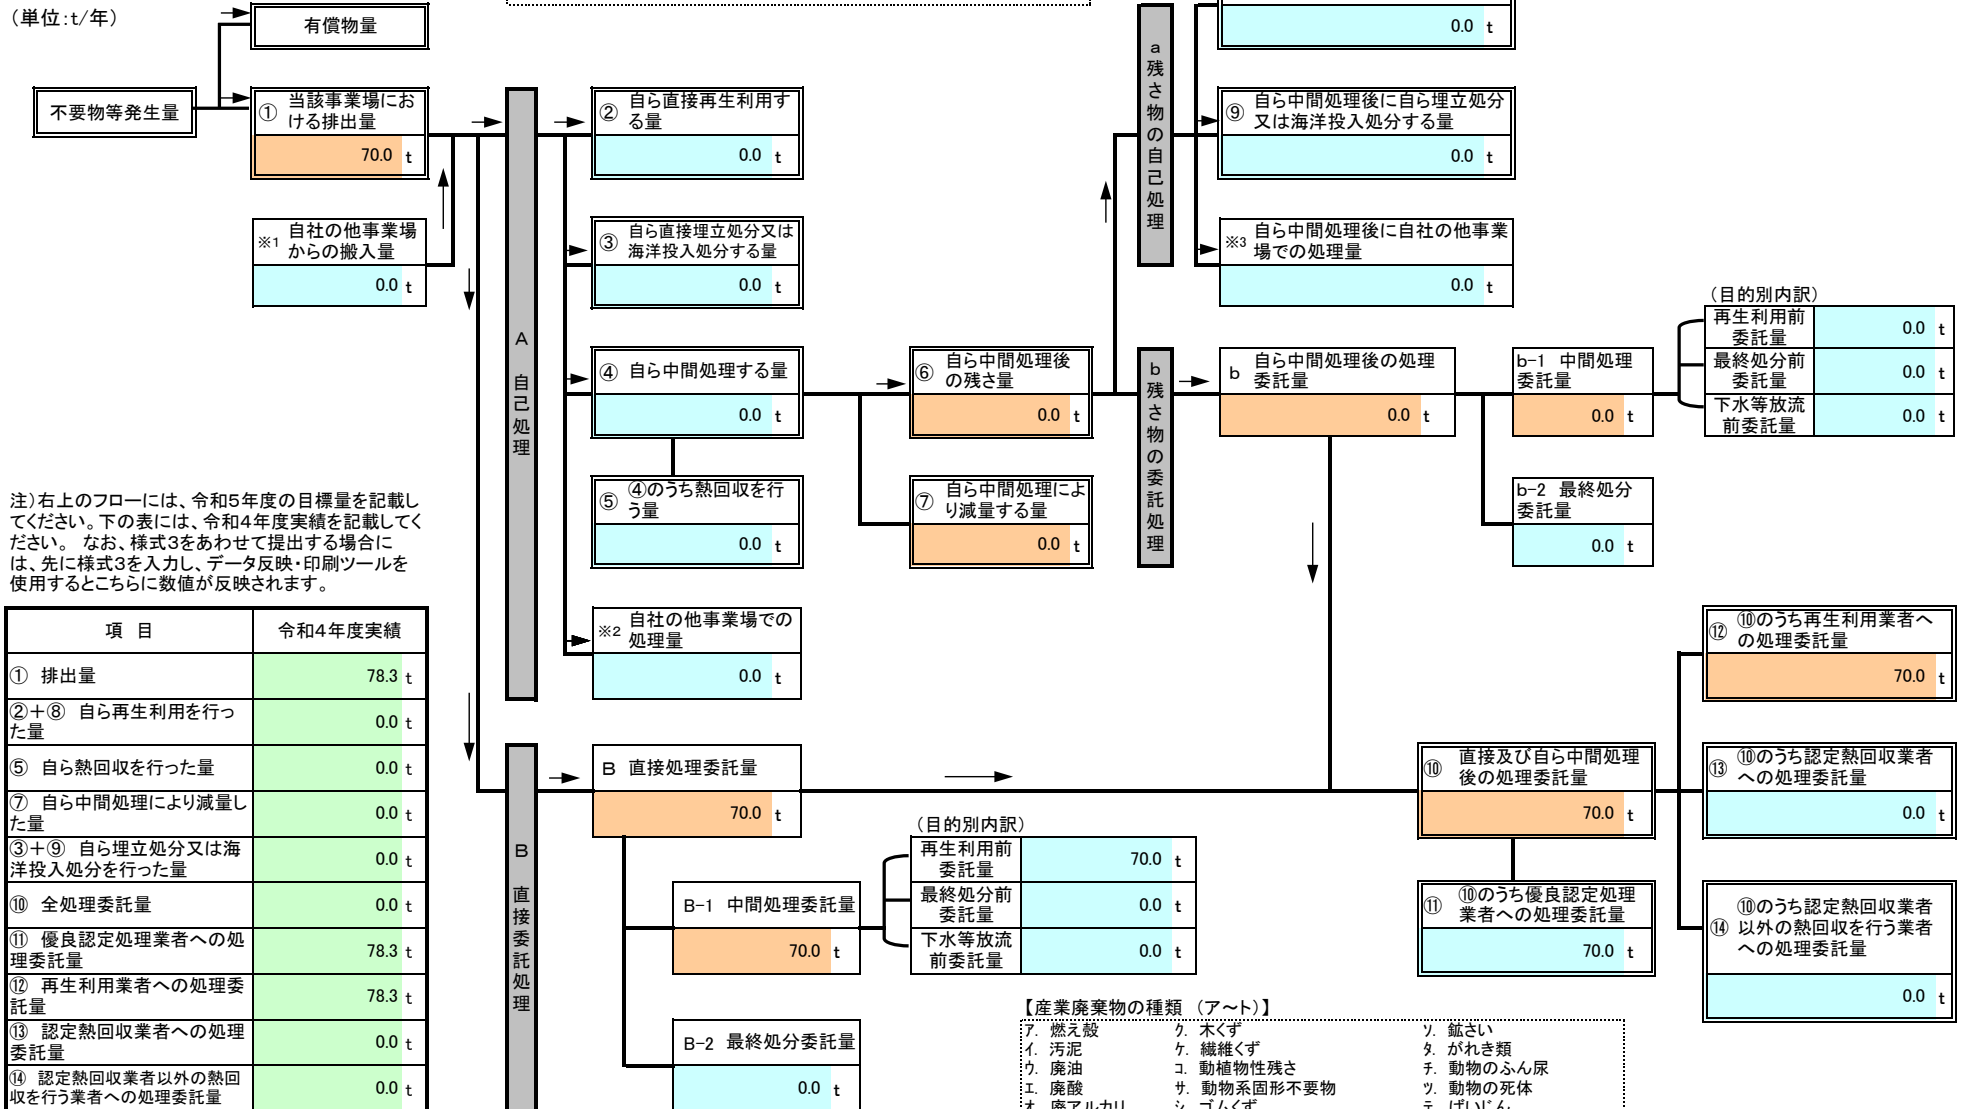 (単位:t/年)
有償物量
不要物等発生量
① 当該事業場にお
ける排出量
70.0 t
※1 自社の他事業場
からの搬入量
0.0 t
A 自己処理
② 自ら直接再生利用す
る量
0.0 t
③ 自ら直接埋立処分又は
海洋投入処分する量
0.0 t
④ 自ら中間処理する量
0.0 t
⑤ ④のうち熱回収を行
う量
0.0 t
※2 自社の他事業場での
処理量
0.0 t
⑥ 自ら中間処理後
の残さ量
0.0 t
⑦ 自ら中間処理によ
り減量する量
0.0 t
a 残さ物の自己処理
0.0 t
⑨ 自ら中間処理後に自ら埋立処分
又は海洋投入処分する量
0.0 t
※3 自ら中間処理後に自社の他事業
場での処理量
0.0 t
b 残さ物の委託処理
b 自ら中間処理後の処理
委託量
0.0 t
b-1 中間処理
委託量
0.0 t
(目的別内訳)
再生利用前
委託量
0.0 t
最終処分前
委託量
0.0 t
下水等放流
前委託量
0.0 t
b-2 最終処分
委託量
0.0 t
注)右上のフローには、令和5年度の目標量を記載し
てください。下の表には、令和4年度実績を記載してく
ださい。 なお、様式3をあわせて提出する場合に
は、先に様式3を入力し、データ反映・印刷ツールを
使用するとこちらに数値が反映されます。
項 目 令和4年度実績
① 排出量 78.3 t
②+⑧ 自ら再生利用を行っ
た量 0.0 t
⑤ 自ら熱回収を行った量 0.0 t
⑦ 自ら中間処理により減量し
た量 0.0 t
③+⑨ 自ら埋立処分又は海
洋投入処分を行った量 0.0 t
⑩ 全処理委託量 0.0 t
⑪ 優良認定処理業者への処
理委託量 78.3 t
⑫ 再生利用業者への処理委
託量 78.3 t
⑬ 認定熱回収業者への処理
委託量 0.0 t
⑭ 認定熱回収業者以外の熱回
収を行う業者への処理委託量 0.0 t
B 直接委託処理
B 直接処理委託量
70.0 t
B-1 中間処理委託量
70.0 t
(目的別内訳)
再生利用前
委託量
70.0 t
最終処分前
委託量
0.0 t
下水等放流
前委託量
0.0 t
B-2 最終処分委託量
0.0 t
⑩ 直接及び自ら中間処理
後の処理委託量
70.0 t
⑪ ⑩のうち優良認定処理
業者への処理委託量
70.0 t
⑫ ⑩のうち再生利用業者へ
の処理委託量
70.0 t
⑬ ⑩のうち認定熱回収業者
への処理委託量
0.0 t
⑭ ⑩のうち認定熱回収業者
以外の熱回収を行う業者
への処理委託量
0.0 t
【産業廃棄物の種類 (ア~ト)】
ア. 燃え殻 ク. 木くず ソ. 鉱さい
イ. 汚泥 ケ. 繊維くず タ. がれき類
ウ. 廃油 コ. 動植物性残さ チ. 動物のふん尿
エ. 廃酸 サ. 動物系固形不要物 ツ. 動物の死体
オ. 廃アルカリ シ. ゴムくず テ. ばいじん